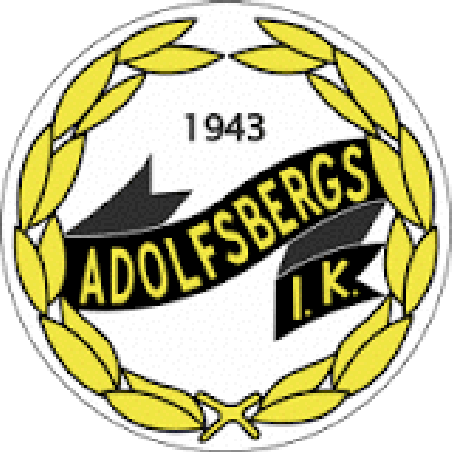 1943
ADOLFSBERGS
I. K.